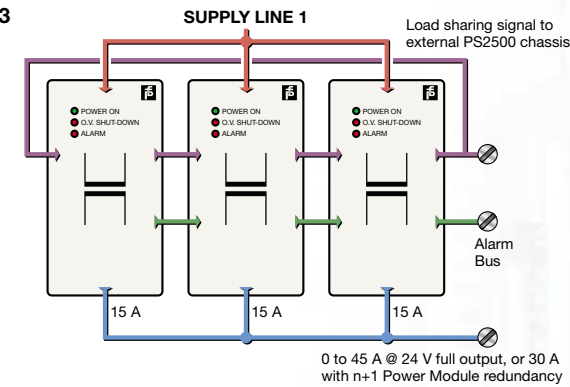 3
SUPPLY LINE 1
Load sharing signal to
external PS2500 chassis
POWER ON
O.V. SHUT-DOWN
ALARM
POWER ON
O.V. SHUT-DOWN
ALARM
POWER ON
O.V. SHUT-DOWN
ALARM
Alarm
Bus
15 A
15 A
15 A
0 to 45 A @ 24 V full output, or 30 A
with n+1 Power Module redundancy